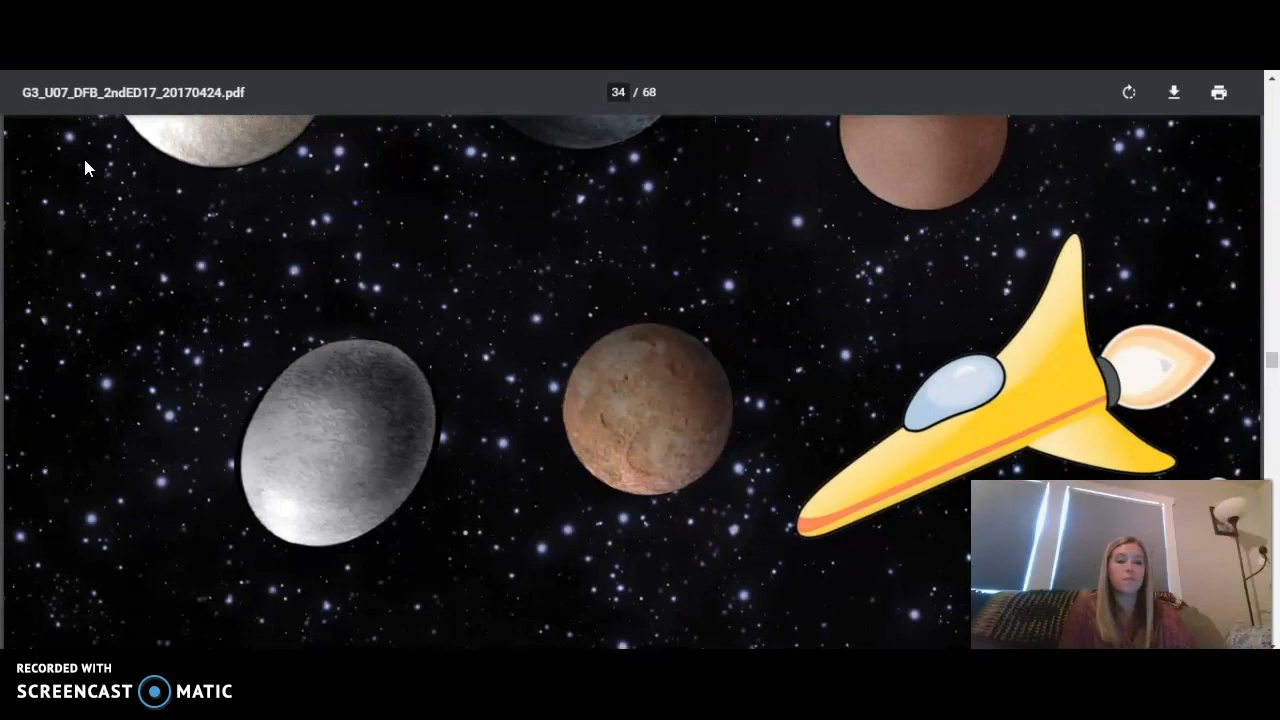 G3_U07_DFB_2ndED17_20170424.pdf
34 / 68
RECORDED WITH
SCREENCAST MATIC